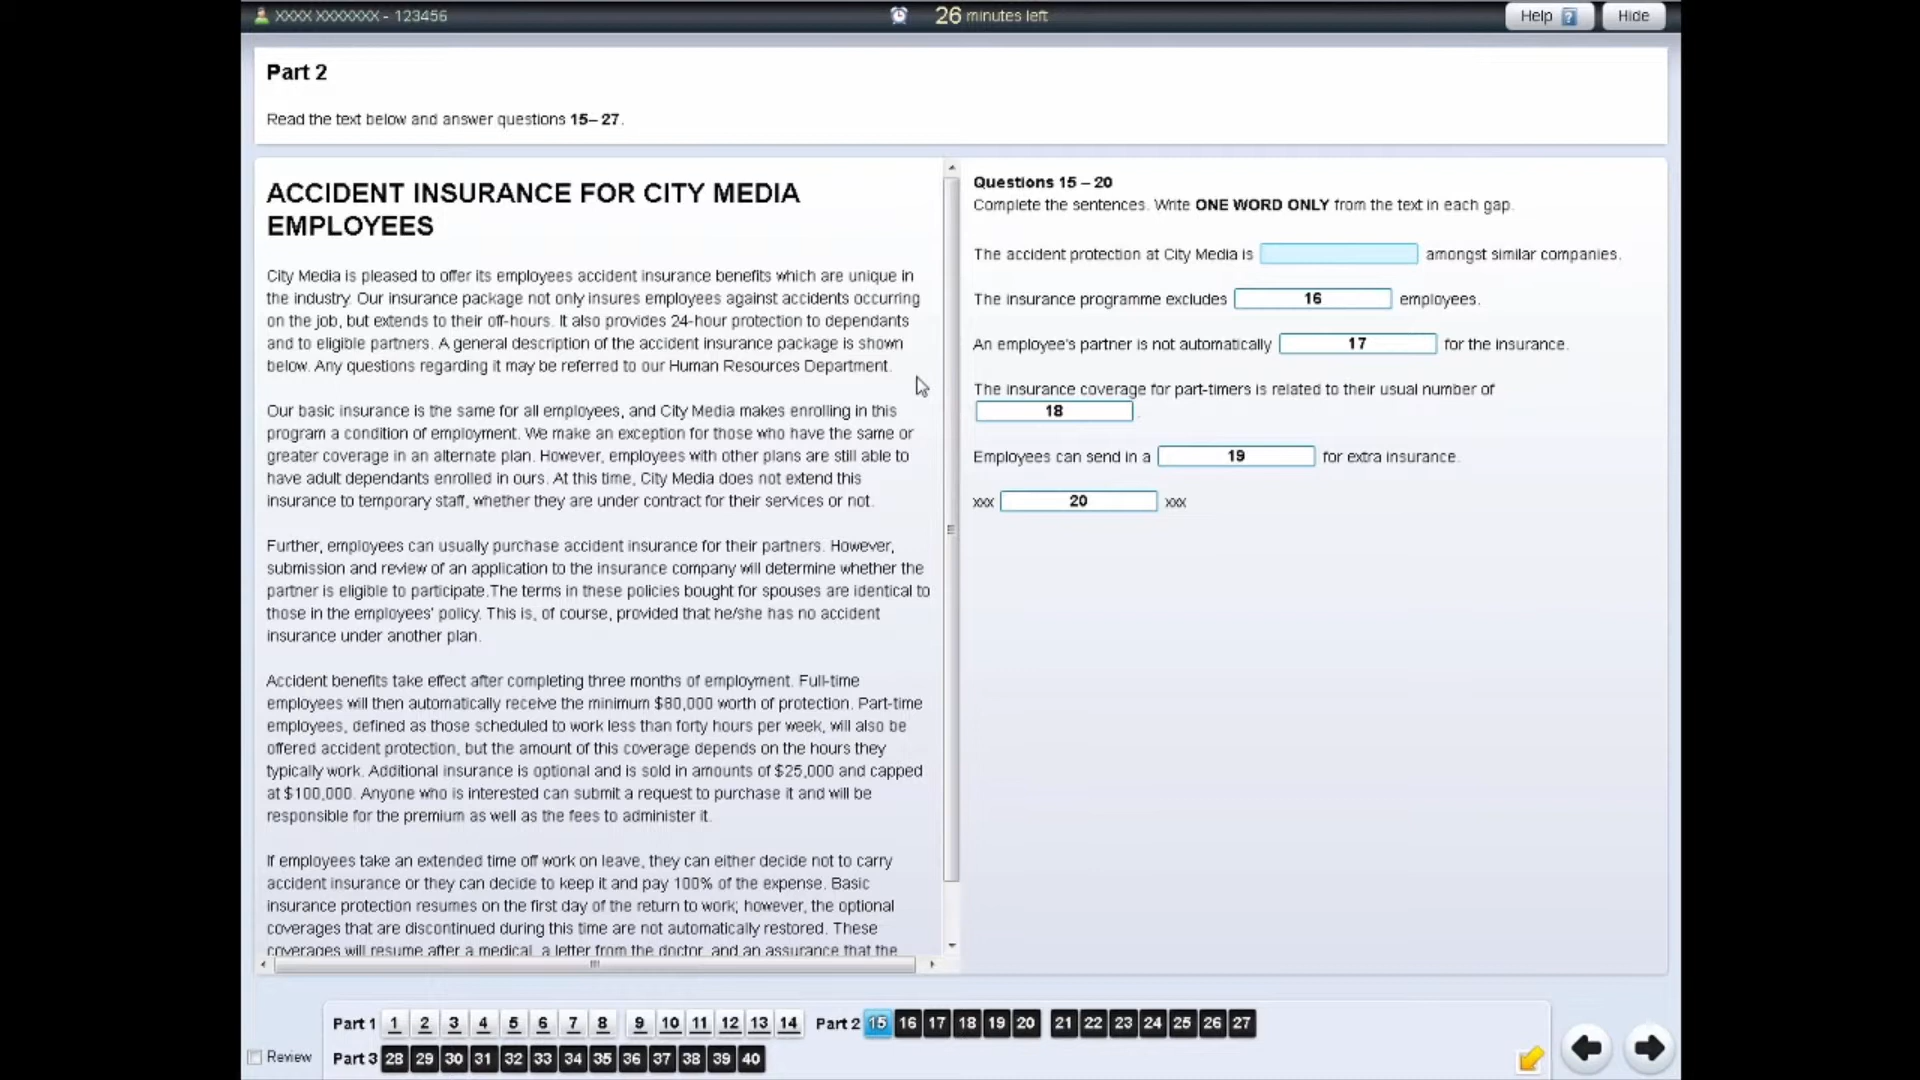 XXXX XXXXXXX - 123456
26 minutes left
Help ?
Hide
Part 2
Read the text below and answer questions 15–27.
ACCIDENT INSURANCE FOR CITY MEDIA
EMPLOYEES
City Media is pleased to offer its employees accident insurance benefits which are unique in
the industry. Our insurance package not only insures employees against accidents occurring
on the job, but extends to their off-hours. It also provides 24-hour protection to dependants
and to eligible partners. A general description of the accident insurance package is shown
below. Any questions regarding it may be referred to our Human Resources Department.
Our basic insurance is the same for all employees, and City Media makes enrolling in this
program a condition of employment. We make an exception for those who have the same or
greater coverage in an alternate plan. However, employees with other plans are still able to
have adult dependants enrolled in ours. At this time, City Media does not extend this
insurance to temporary staff, whether they are under contract for their services or not.
Further, employees can usually purchase accident insurance for their partners. However,
submission and review of an application to the insurance company will determine whether the
partner is eligible to participate.The terms in these policies bought for spouses are identical to
those in the employees' policy. This is, of course, provided that he/she has no accident
insurance under another plan.
Accident benefits take effect after completing three months of employment. Full-time
employees will then automatically receive the minimum $80,000 worth of protection. Part-time
employees, defined as those scheduled to work less than forty hours per week, will also be
offered accident protection, but the amount of this coverage depends on the hours they
typically work. Additional insurance is optional and is sold in amounts of $25,000 and capped
at $100,000. Anyone who is interested can submit a request to purchase it and will be
responsible for the premium as well as the fees to administer it.
If employees take an extended time off work on leave, they can either decide not to carry
accident insurance or they can decide to keep it and pay 100% of the expense. Basic
insurance protection resumes on the first day of the return to work; however, the optional
coverages that are discontinued during this time are not automatically restored. These
coverages will resume after a medical, a letter from the doctor, and an assurance that the
Questions 15 – 20
Complete the sentences. Write ONE WORD ONLY from the text in each gap.
The accident protection at City Media is amongst similar companies.
The insurance programme excludes 16 employees.
An employee's partner is not automatically 17 for the insurance.
The insurance coverage for part-timers is related to their usual number of
18 .
Employees can send in a 19 for extra insurance.
xxx 20 xxx
Part 1 1 2 3 4 5 6 7 8 9 10 11 12 13 14 Part 2 15 16 17 18 19 20 21 22 23 24 25 26 27
Review Part 3 28 29 30 31 32 33 34 35 36 37 38 39 40